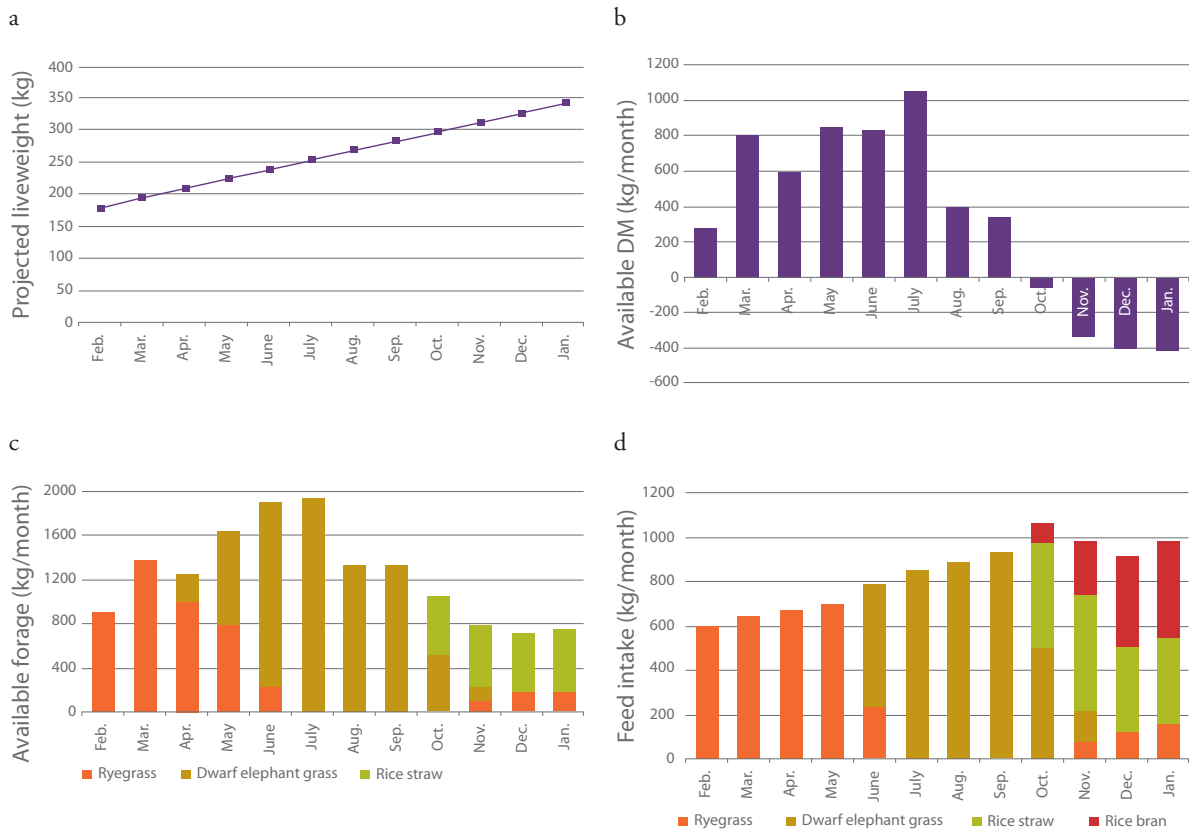 a
Projected liveweight (kg)
400
350
300
250
200
150
100
50
0
Feb.
Mar.
Apr.
May
June
July
Aug.
Sep.
Oct.
Nov.
Dec.
Jan.
b
Available DM (kg/month)
1200
1000
800
600
400
200
0
-200
-400
-600
Feb.
Mar.
Apr.
May
June
July
Aug.
Sep.
Oct.
Nov.
Dec.
Jan.
c
Available forage (kg/month)
2000
1600
1200
800
400
0
Feb.
Mar.
Apr.
May
June
July
Aug.
Sep.
Oct.
Nov.
Dec.
Jan.
Ryegrass Dwarf elephant grass Rice straw
d
Feed intake (kg/month)
1200
1000
800
600
400
200
0
Feb.
Mar.
Apr.
May
June
July
Aug.
Sep.
Oct.
Nov.
Dec.
Jan.
Ryegrass Dwarf elephant grass Rice straw Rice bran